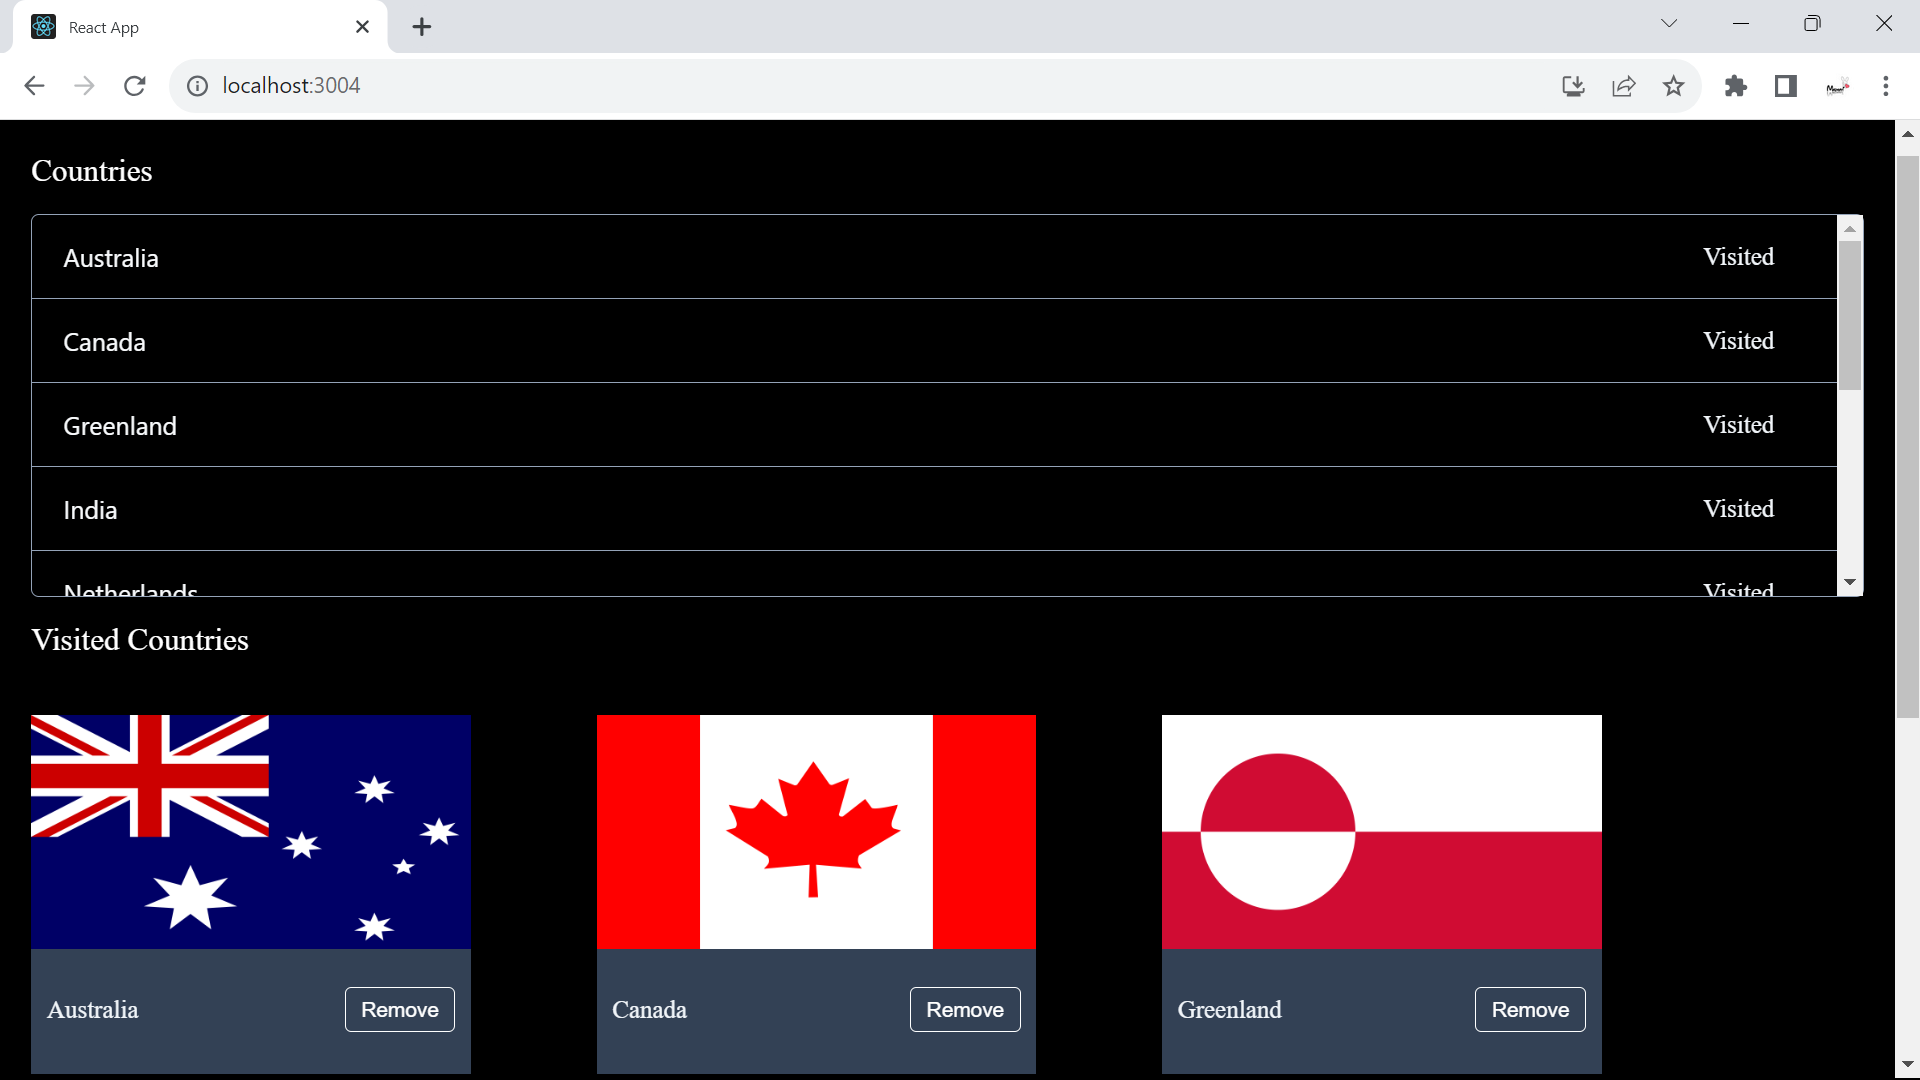 React App
localhost:3004
Countries
Australia Visited
Canada Visited
Greenland Visited
India Visited
Netherlands Visited
Visited Countries
Australia Remove Canada Remove Greenland Remove